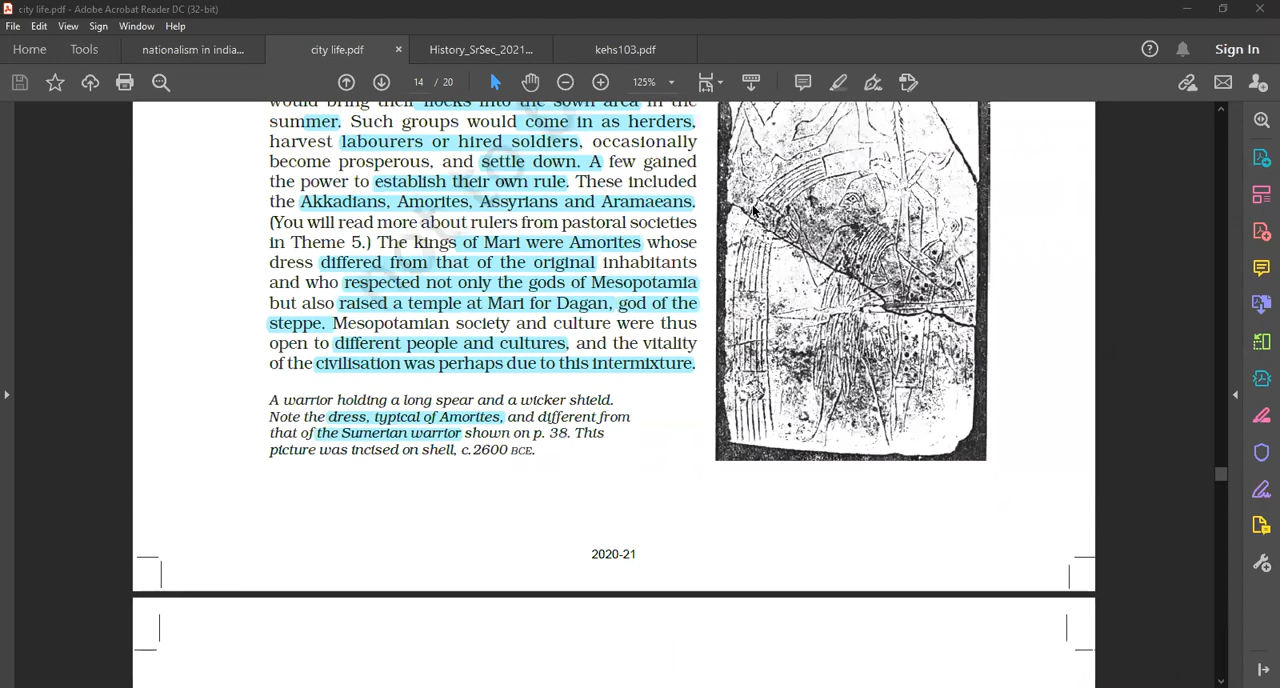 city life.pdf - Adobe Acrobat Reader DC (32-bit)
File Edit View Sign Window Help
Home Tools nationalism in india... city life.pdf × History_SrSec_2021... kehs103.pdf Sign In
14 / 20 125%
would bring their flocks into the sown area in the
summer. Such groups would come in as herders,
harvest labourers or hired soldiers, occasionally
become prosperous, and settle down. A few gained
the power to establish their own rule. These included
the Akkadians, Amorites, Assyrians and Aramaeans.
(You will read more about rulers from pastoral societies
in Theme 5.) The kings of Mari were Amorites whose
dress differed from that of the original inhabitants
and who respected not only the gods of Mesopotamia
but also raised a temple at Mari for Dagan, god of the
steppe. Mesopotamian society and culture were thus
open to different people and cultures, and the vitality
of the civilisation was perhaps due to this intermixture.
A warrior holding a long spear and a wicker shield.
Note the dress, typical of Amorites, and different from
that of the Sumerian warrior shown on p. 38. This
picture was incised on shell, c.2600 BCE.
2020-21